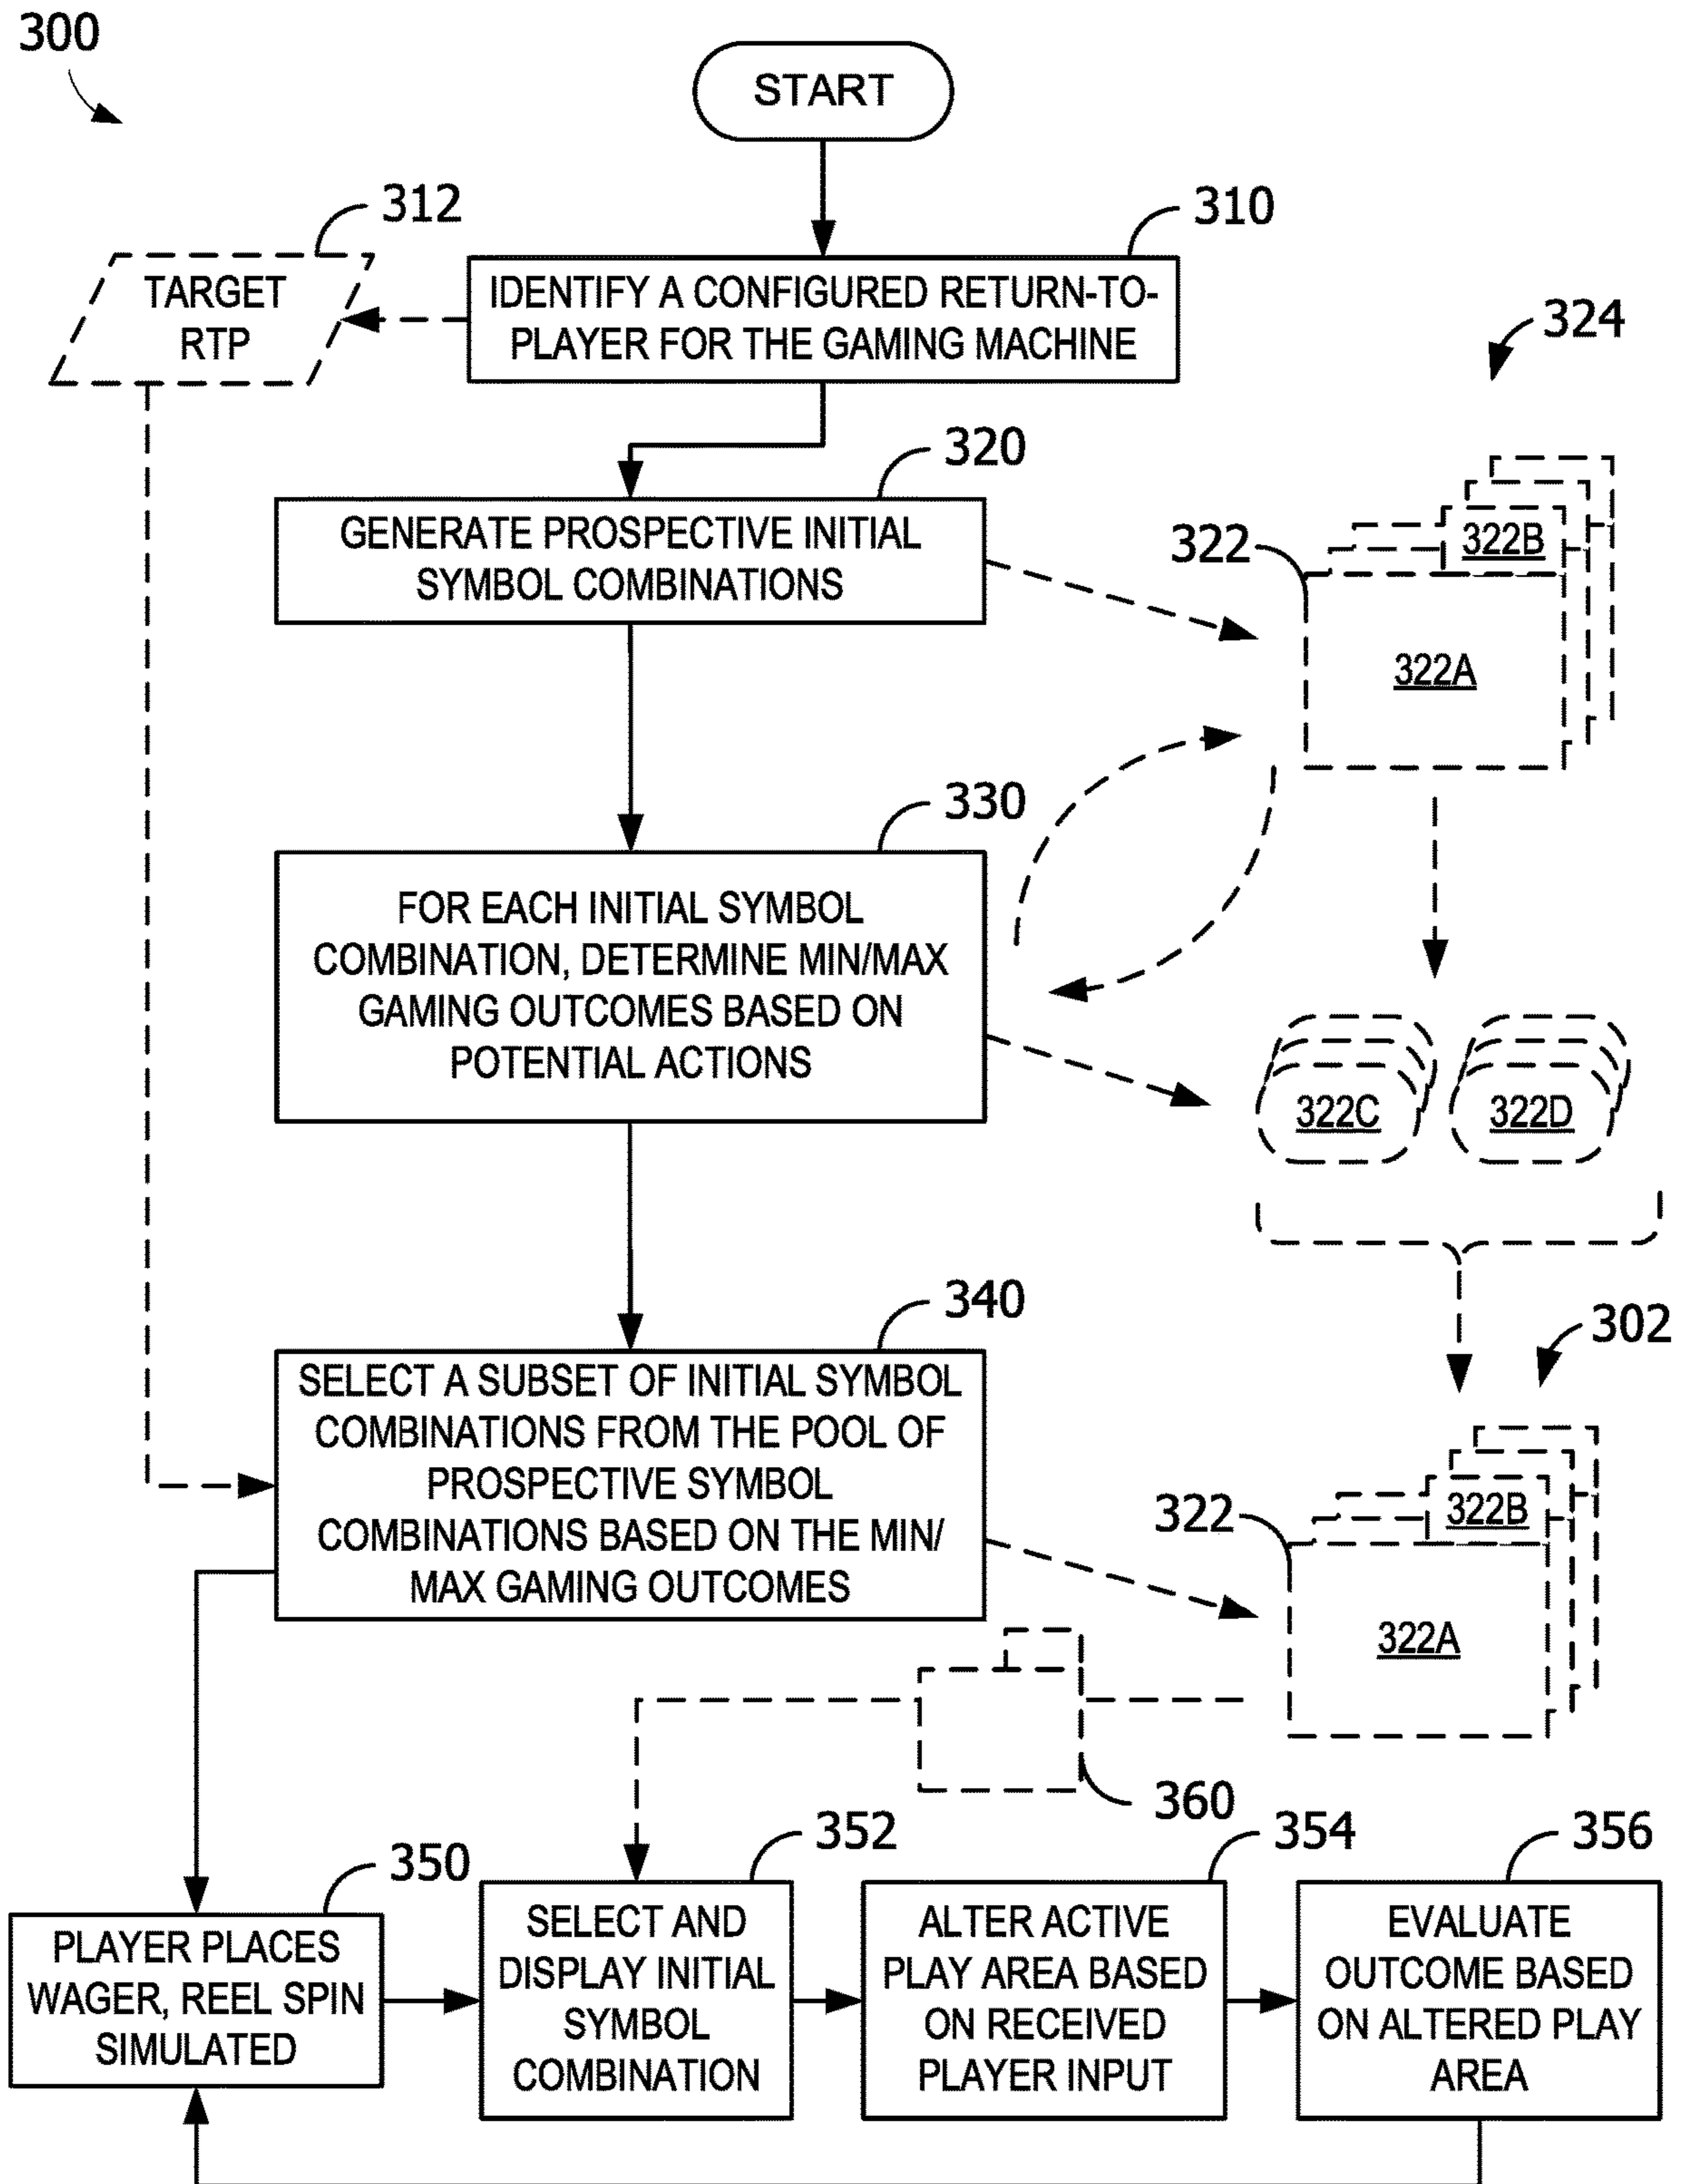 300
START
312
310
TARGET
RTP
IDENTIFY A CONFIGURED RETURN-TO-
PLAYER FOR THE GAMING MACHINE
324
320
GENERATE PROSPECTIVE INITIAL
SYMBOL COMBINATIONS
322
322B
322A
330
FOR EACH INITIAL SYMBOL
COMBINATION, DETERMINE MIN/MAX
GAMING OUTCOMES BASED ON
POTENTIAL ACTIONS
322C
322D
340
302
SELECT A SUBSET OF INITIAL SYMBOL
COMBINATIONS FROM THE POOL OF
PROSPECTIVE SYMBOL
COMBINATIONS BASED ON THE MIN/
MAX GAMING OUTCOMES
322
322B
322A
360
350
352
354
356
PLAYER PLACES
WAGER, REEL SPIN
SIMULATED
SELECT AND
DISPLAY INITIAL
SYMBOL
COMBINATION
ALTER ACTIVE
PLAY AREA BASED
ON RECEIVED
PLAYER INPUT
EVALUATE
OUTCOME BASED
ON ALTERED PLAY
AREA